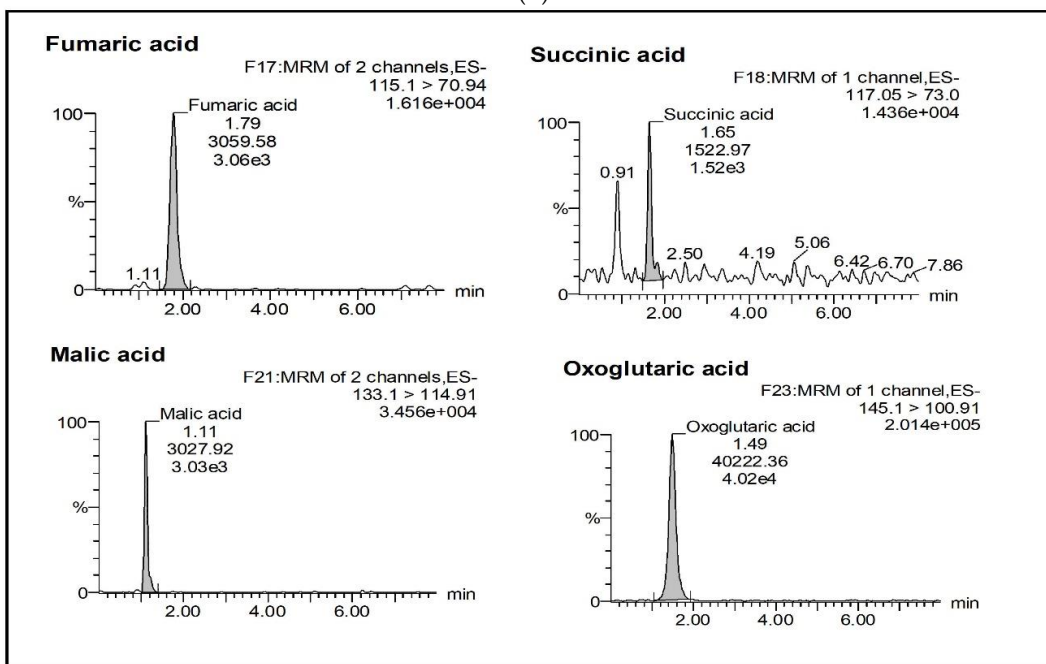 Fumaric acid
F17:MRM of 2 channels,ES-
115.1 > 70.94
1.616e+004
100
Fumaric acid
1.79
3059.58
3.06e3
%
1.11
0
2.00
4.00
6.00
min
Succinic acid
F18:MRM of 1 channel,ES-
117.05 > 73.0
1.436e+004
100
Succinic acid
1.65
1522.97
1.52e3
0.91
%
2.50
4.19
5.06
6.42
6.70
7.86
0
2.00
4.00
6.00
min
Malic acid
F21:MRM of 2 channels,ES-
133.1 > 114.91
3.456e+004
100
Malic acid
1.11
3027.92
3.03e3
%
0
2.00
4.00
6.00
min
Oxoglutaric acid
F23:MRM of 1 channel,ES-
145.1 > 100.91
2.014e+005
100
Oxoglutaric acid
1.49
40222.36
4.02e4
%
0
2.00
4.00
6.00
min